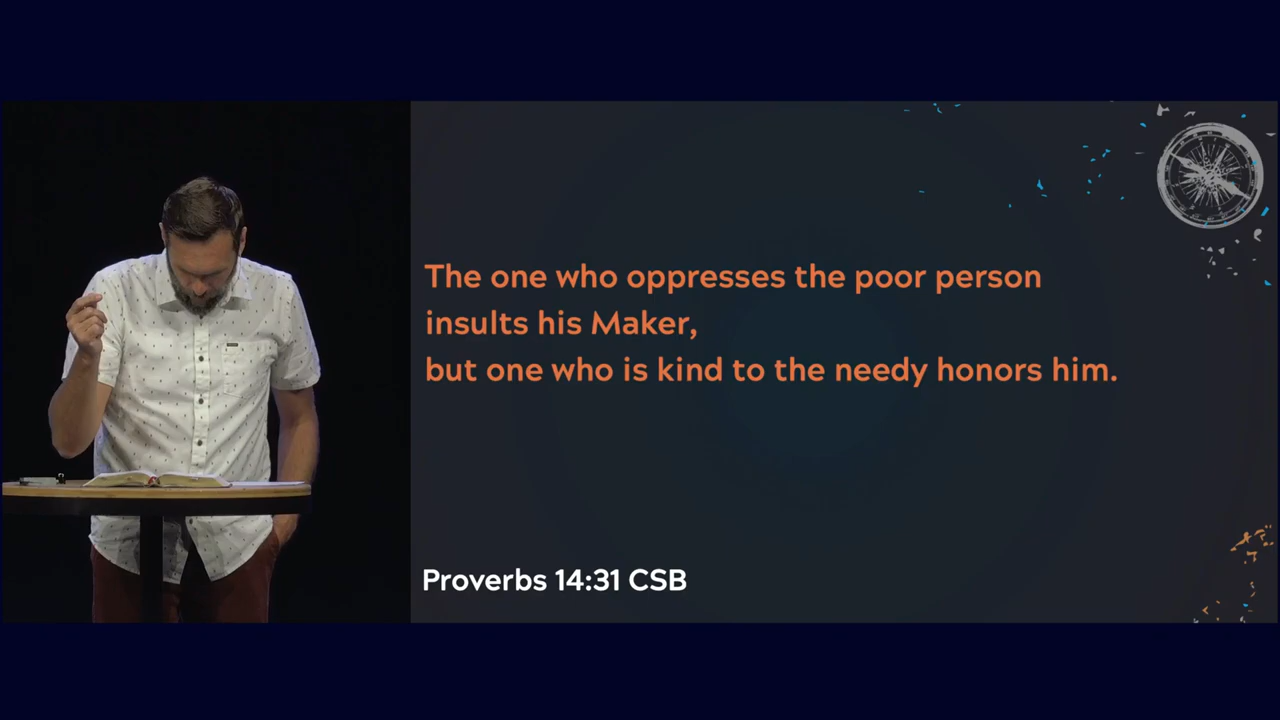 The one who oppresses the poor person
insults his Maker,
but one who is kind to the needy honors him.
Proverbs 14:31 CSB